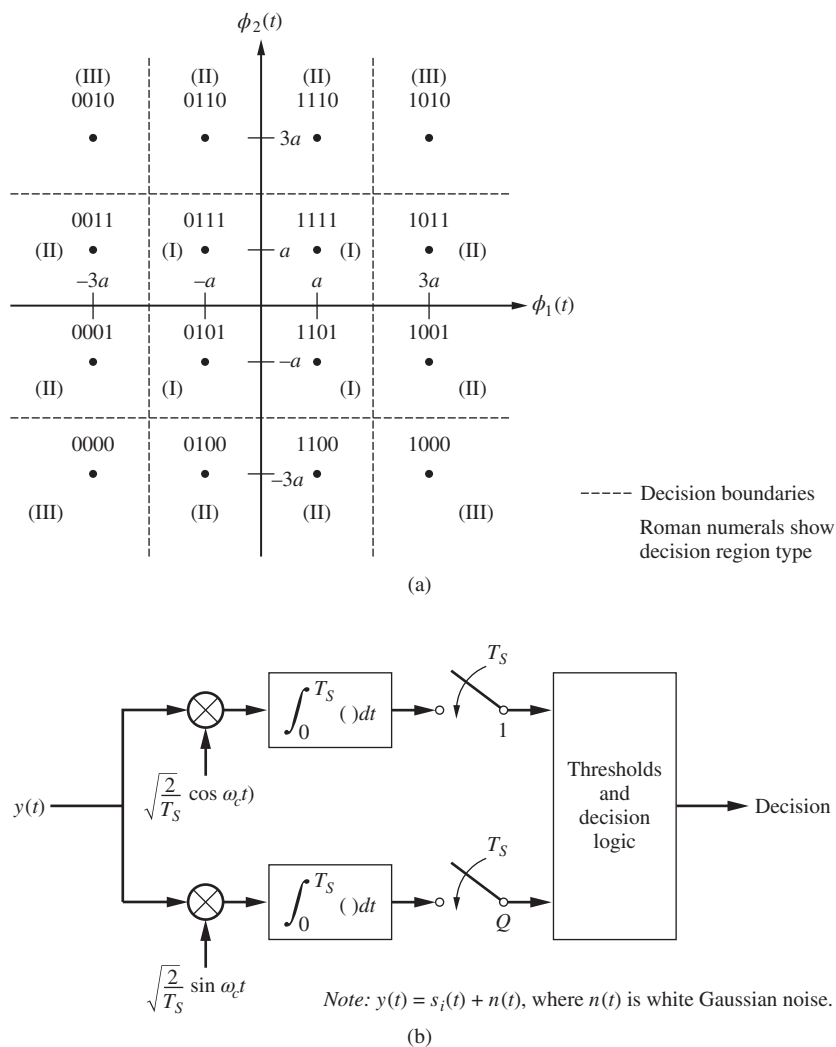 ϕ₂(t)
(III) (II) (II) (III)
0010 0110 1110 1010
3a
0011 0111 1111 1011
(II) (I) a (I) (II)
−3a −a a 3a
ϕ₁(t)
0001 0101 1101 1001
−a
(II) (I) (I) (II)
0000 0100 1100 1000
−3a
(III) (II) (II) (III)
Decision boundaries
Roman numerals show
decision region type
(a)
T_S
∫₀^{T_S} ( )dt
1
√(2/T_S) cos ω_c t)
y(t)
Thresholds
and
decision
logic
Decision
T_S
∫₀^{T_S} ( )dt
Q
√(2/T_S) sin ω_c t
Note: y(t) = s_i(t) + n(t), where n(t) is white Gaussian noise.
(b)